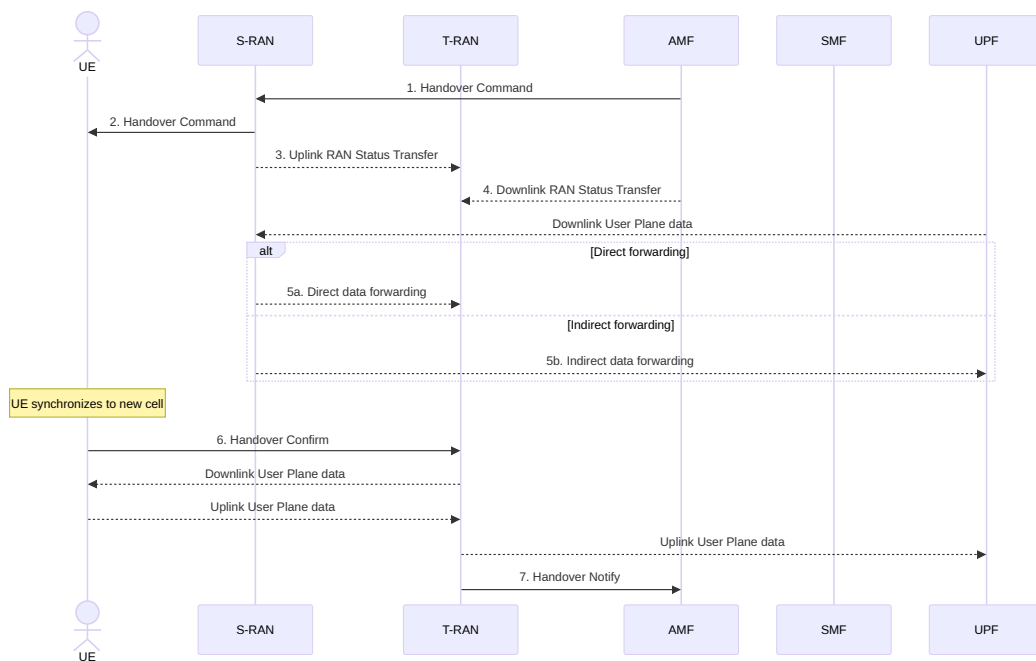 UE
S-RAN
T-RAN
AMF
SMF
UPF
1. Handover Command
2. Handover Command
3. Uplink RAN Status Transfer
4. Downlink RAN Status Transfer
Downlink User Plane data
alt
[Direct forwarding]
5a. Direct data forwarding
[Indirect forwarding]
5b. Indirect data forwarding
UE synchronizes to new cell
6. Handover Confirm
Downlink User Plane data
Uplink User Plane data
Uplink User Plane data
7. Handover Notify
UE
S-RAN
T-RAN
AMF
SMF
UPF